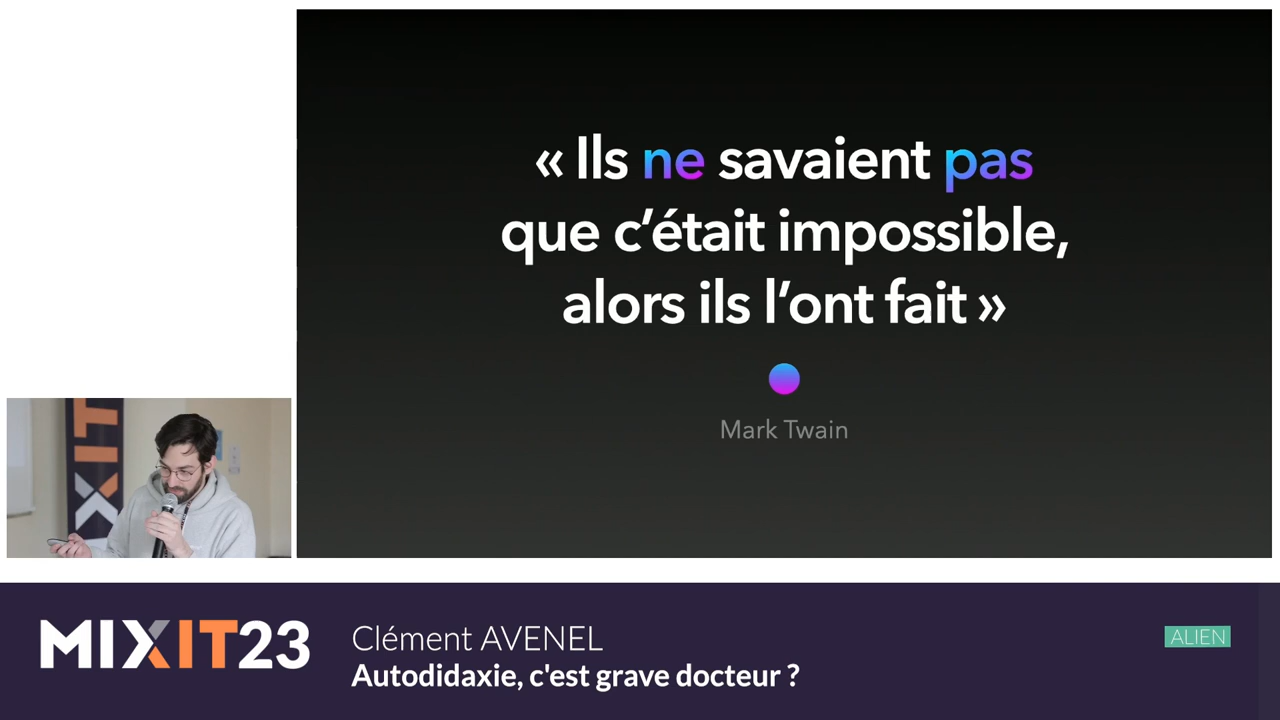 « Ils ne savaient pas
que c’était impossible,
alors ils l’ont fait »
Mark Twain
XIT
MIXIT23
Clément AVENEL
Autodidaxie, c'est grave docteur ?
ALIEN